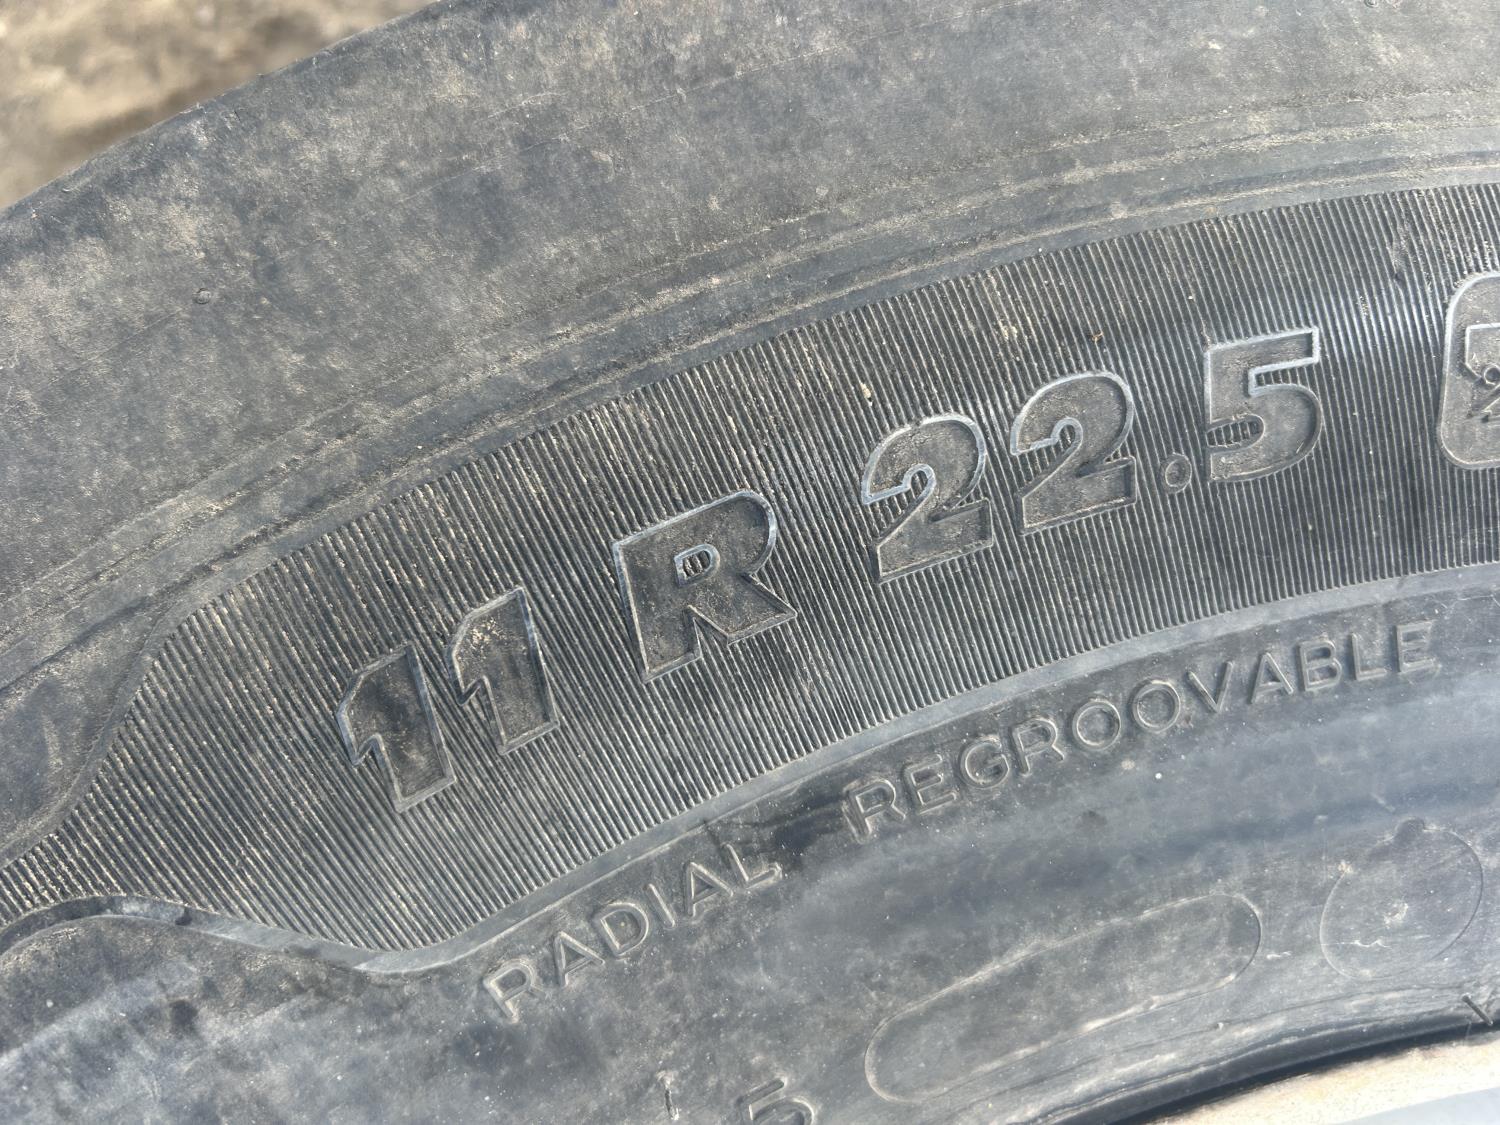 11 R 22.5
RADIAL REGROOVABLE